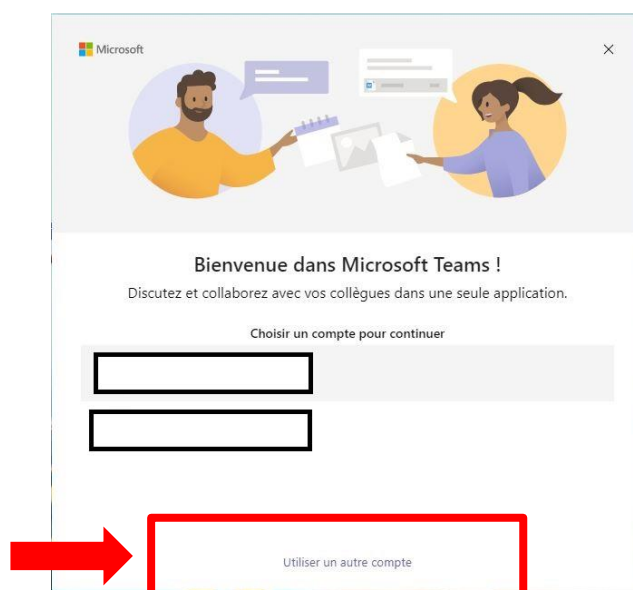 Microsoft
Bienvenue dans Microsoft Teams !
Discutez et collaborez avec vos collègues dans une seule application.
Choisir un compte pour continuer
Utiliser un autre compte